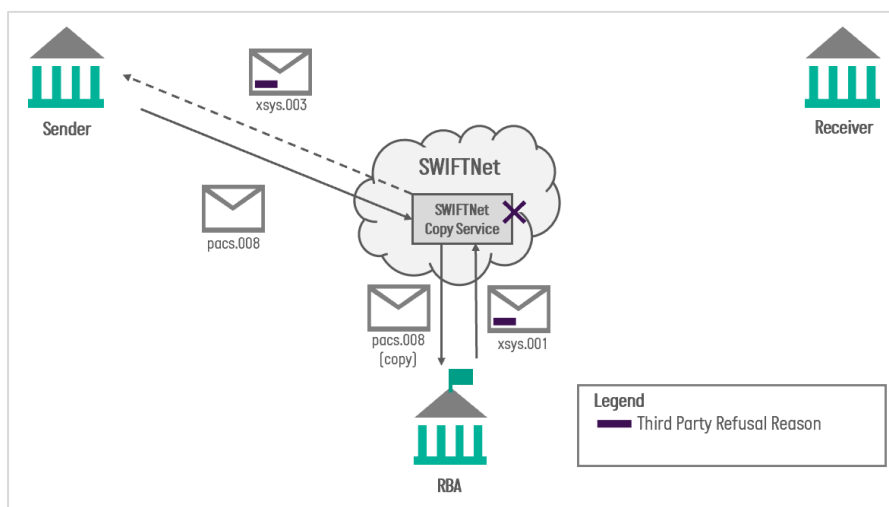 xsys.003
Sender
Receiver
SWIFTNet
pacs.008
SWIFTNet
Copy Service
pacs.008
(copy)
xsys.001
RBA
Legend
Third Party Refusal Reason